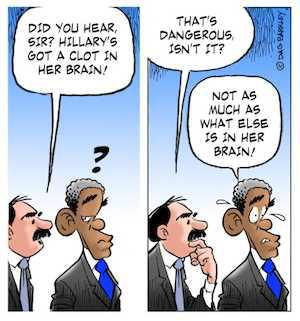 DID YOU HEAR,
SIR? HILLARY'S
GOT A CLOT IN
HER BRAIN!
?
THAT'S
DANGEROUS,
ISN'T IT?
NOT AS
MUCH AS
WHAT ELSE
IS IN HER
BRAIN!